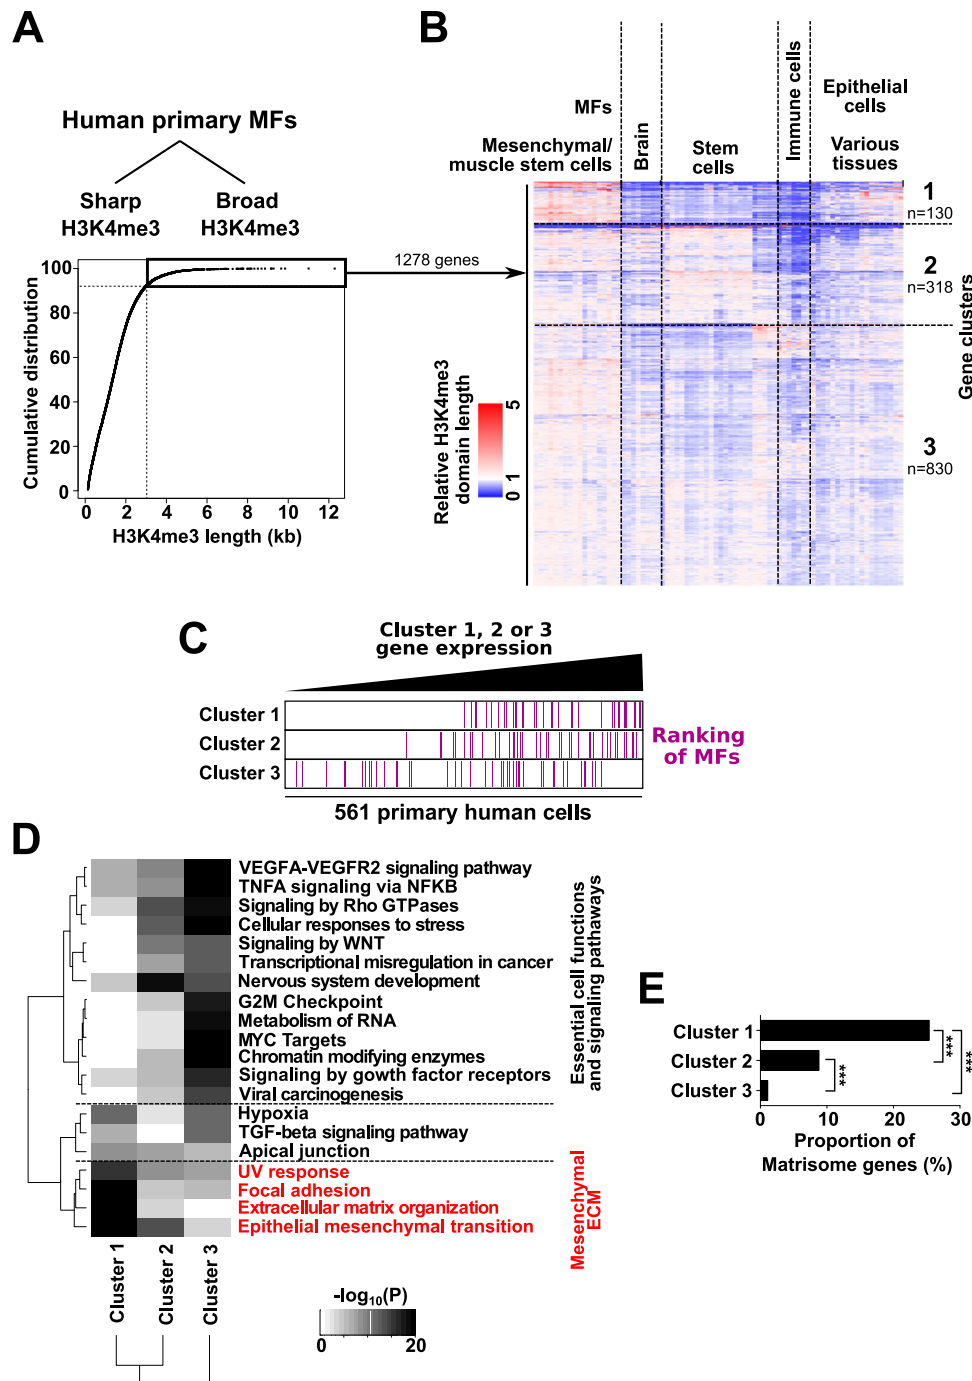 A
Human primary MFs
Sharp
H3K4me3
Broad
H3K4me3
Cumulative distribution
100
80
60
40
20
0
0 2 4 6 8 10 12
H3K4me3 length (kb)
1278 genes
B
MFs
Mesenchymal/
muscle stem cells
Brain
Stem
cells
Immune cells
Epithelial
cells
Various
tissues
1
n=130
2
n=318
3
n=830
Gene clusters
Relative H3K4me3
domain length
0 1 5
C
Cluster 1, 2 or 3
gene expression
Cluster 1
Cluster 2
Cluster 3
Ranking
of MFs
561 primary human cells
D
VEGFA-VEGFR2 signaling pathway
TNFA signaling via NFKB
Signaling by Rho GTPases
Cellular responses to stress
Signaling by WNT
Transcriptional misregulation in cancer
Nervous system development
G2M Checkpoint
Metabolism of RNA
MYC Targets
Chromatin modifying enzymes
Signaling by gowth factor receptors
Viral carcinogenesis
Hypoxia
TGF-beta signaling pathway
Apical junction
UV response
Focal adhesion
Extracellular matrix organization
Epithelial mesenchymal transition
Essential cell functions
and signaling pathaways
Mesenchymal
ECM
Cluster 1
Cluster 2
Cluster 3
-log10(P)
0 20
E
Cluster 1
Cluster 2
Cluster 3
***
***
***
0 10 20 30
Proportion of
Matrisome genes (%)